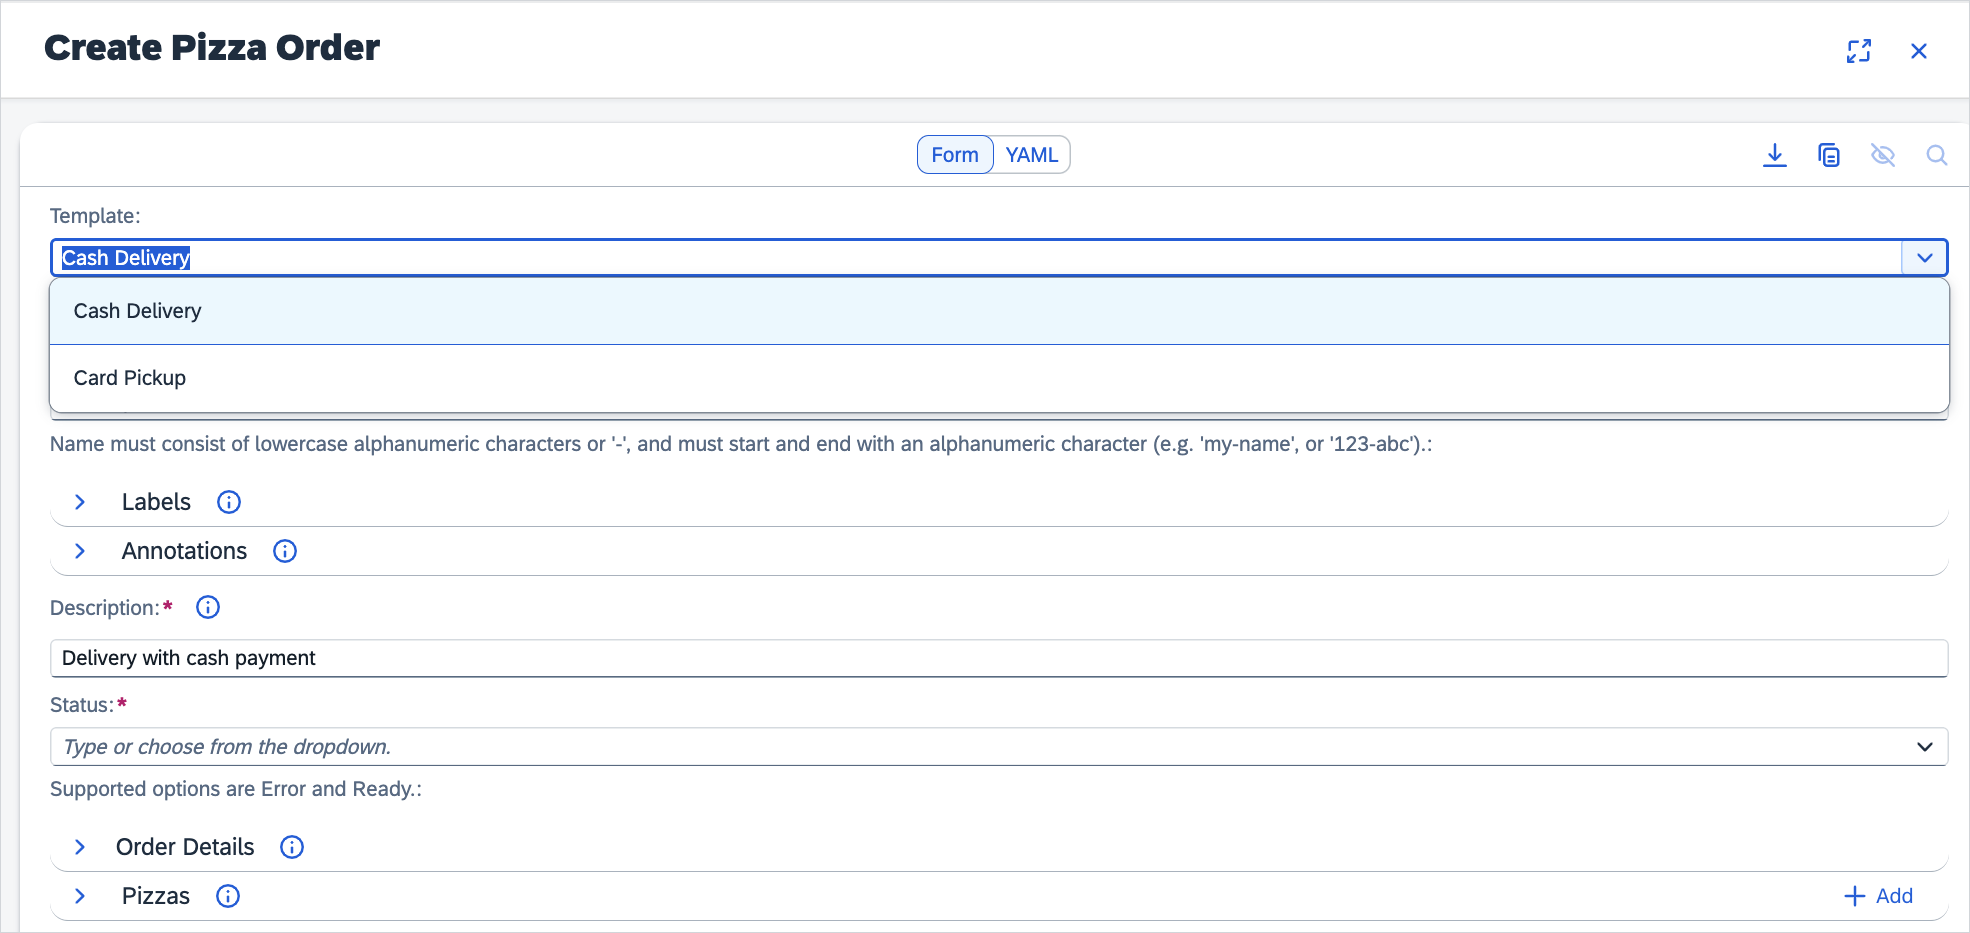 Create Pizza Order
Form YAML
Template:
Cash Delivery
Cash Delivery
Card Pickup
Name must consist of lowercase alphanumeric characters or '-', and must start and end with an alphanumeric character (e.g. 'my-name', or '123-abc').:
Labels
Annotations
Description:*
Delivery with cash payment
Status:*
Type or choose from the dropdown.
Supported options are Error and Ready.:
Order Details
Pizzas + Add